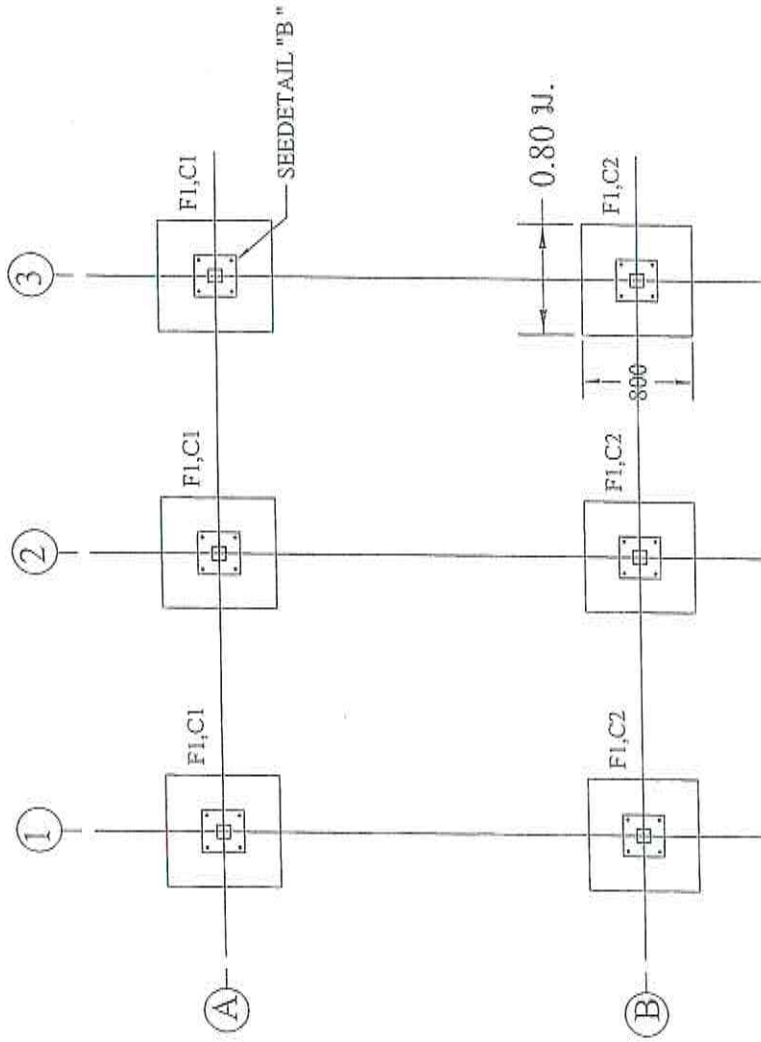 1
2
3
A
F1,C1
F1,C1
F1,C1
SEEDETAIL "B"
B
F1,C2
F1,C2
F1,C2
0.80 ม.
800